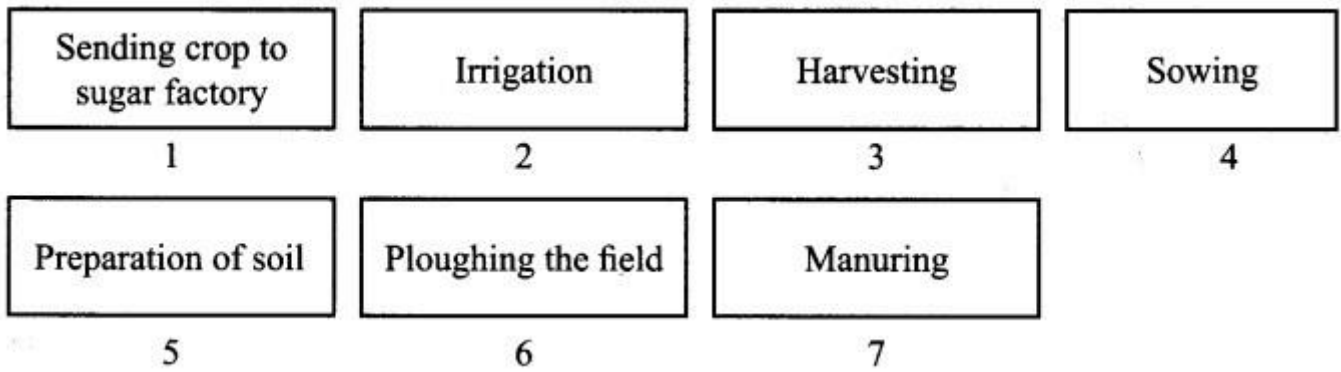 Sending crop to
sugar factory
Irrigation
Harvesting
Sowing
1
2
3
4
Preparation of soil
Ploughing the field
Manuring
5
6
7